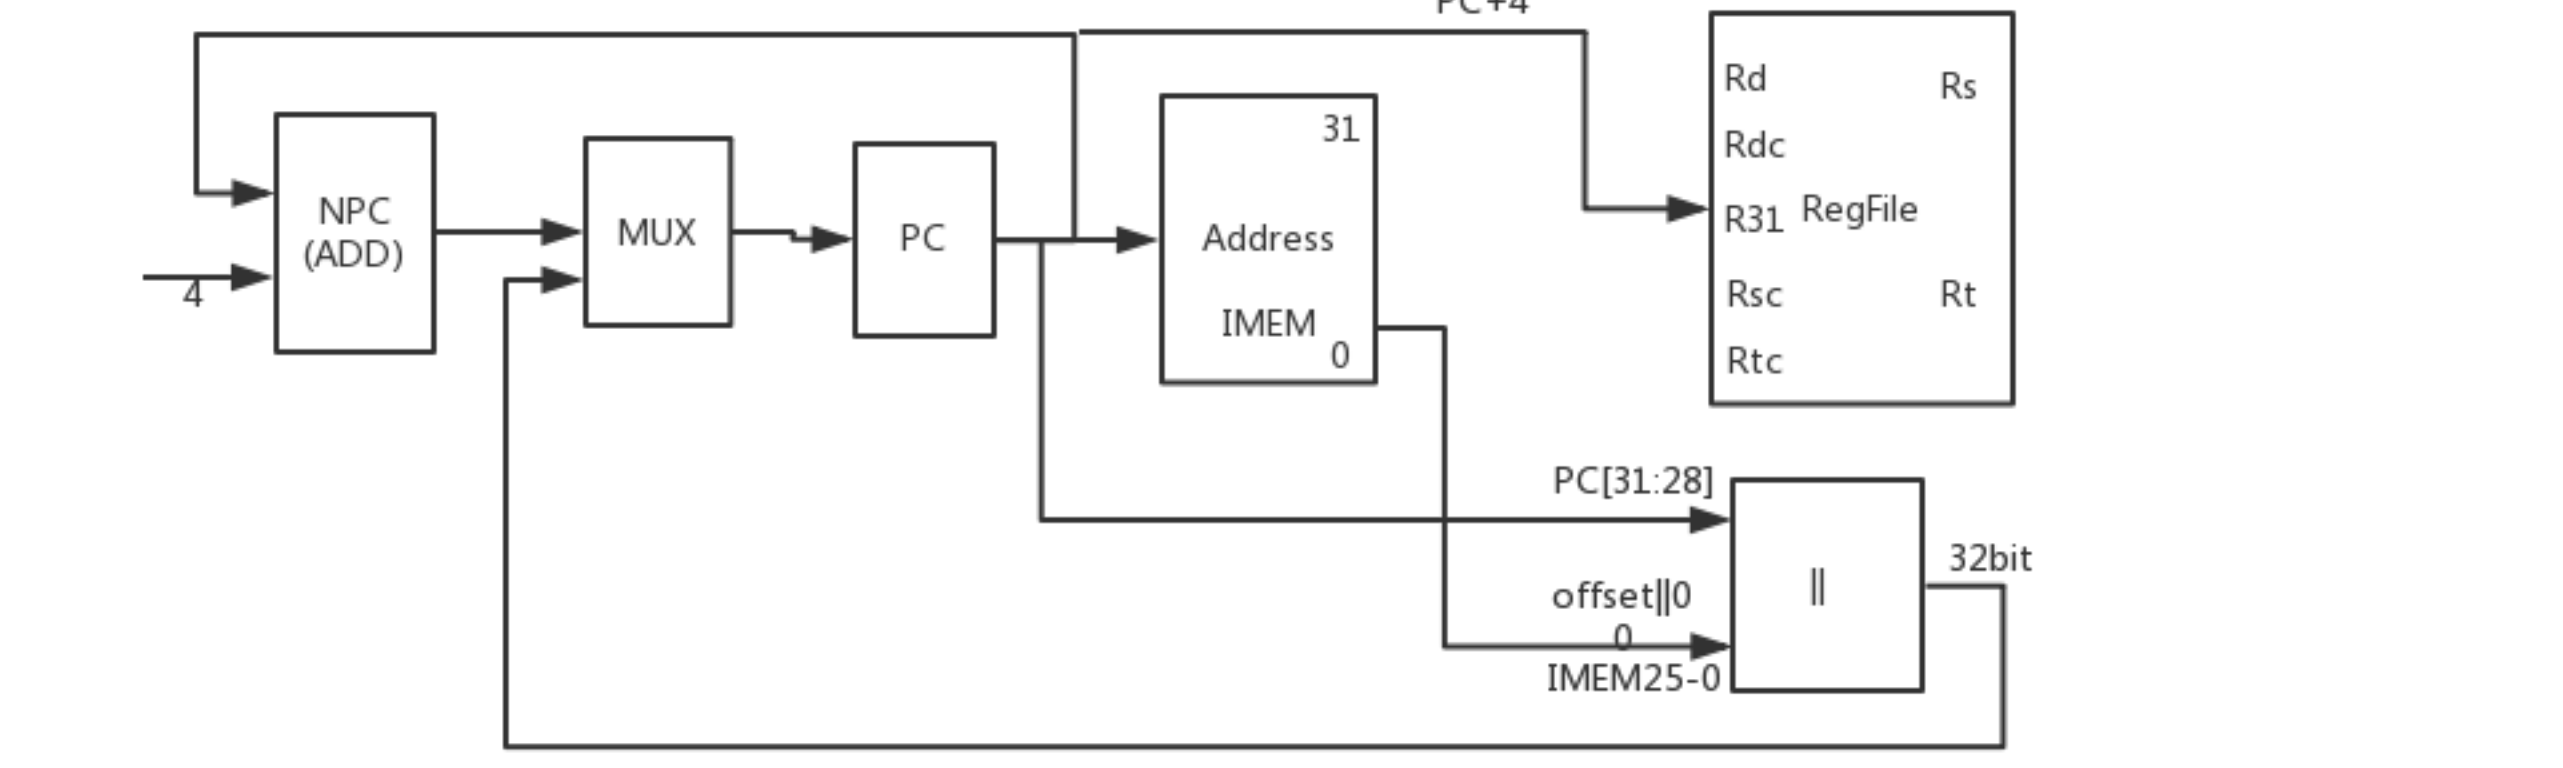 PC+4
NPC
(ADD)
4
MUX
PC
31
Address
IMEM
0
Rd
Rs
Rdc
R31
RegFile
Rsc
Rt
Rtc
PC[31:28]
offset||0
0
IMEM25-0
||
32bit